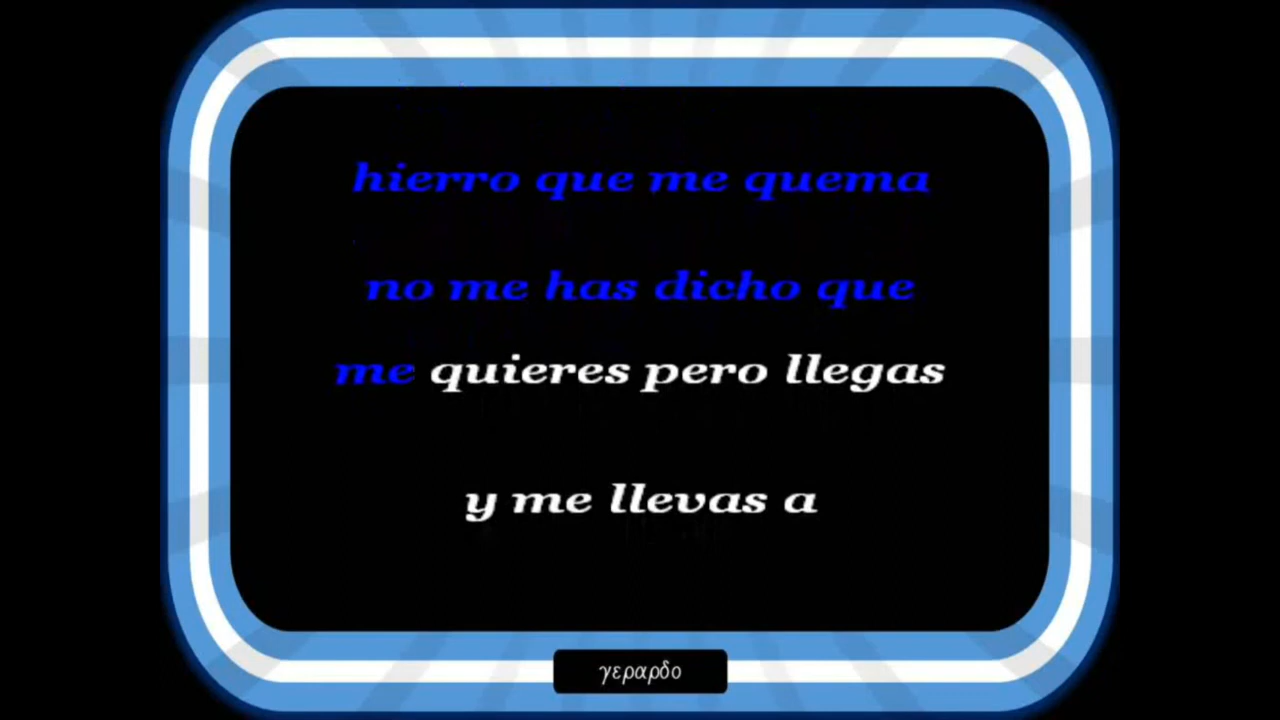 hierro que me quema
no me has dicho que
me quieres pero llegas
y me llevas a
γεραρδο